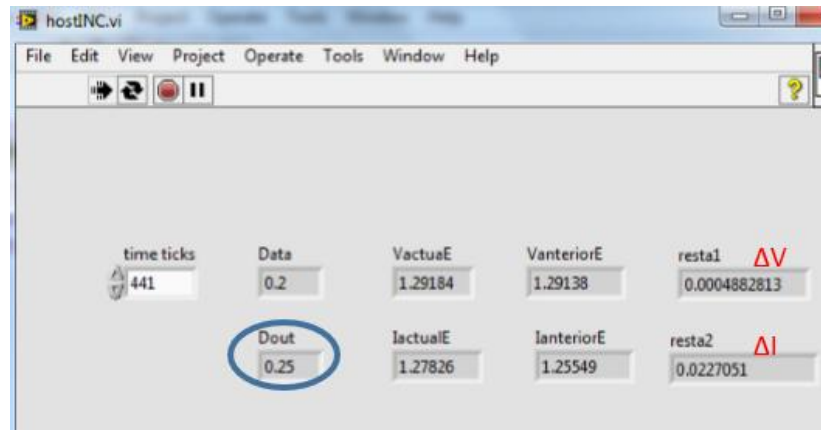 hostINC.vi
File Edit View Project Operate Tools Window Help
time ticks Data VactuaE VanteriorE resta1 ΔV
441 0.2 1.29184 1.29138 0.0004882813
Dout IactualE IanteriorE resta2 ΔI
0.25 1.27826 1.25549 0.0227051